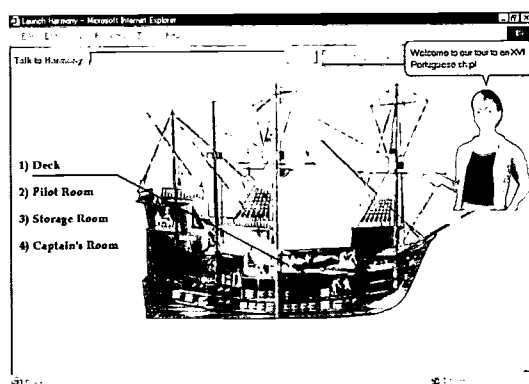 Launch Harmony - Microsoft Internet Explorer
Talk to Harmony
Welcome to our tour to an XVI
Portuguese ship!
1) Deck
2) Pilot Room
3) Storage Room
4) Captain's Room